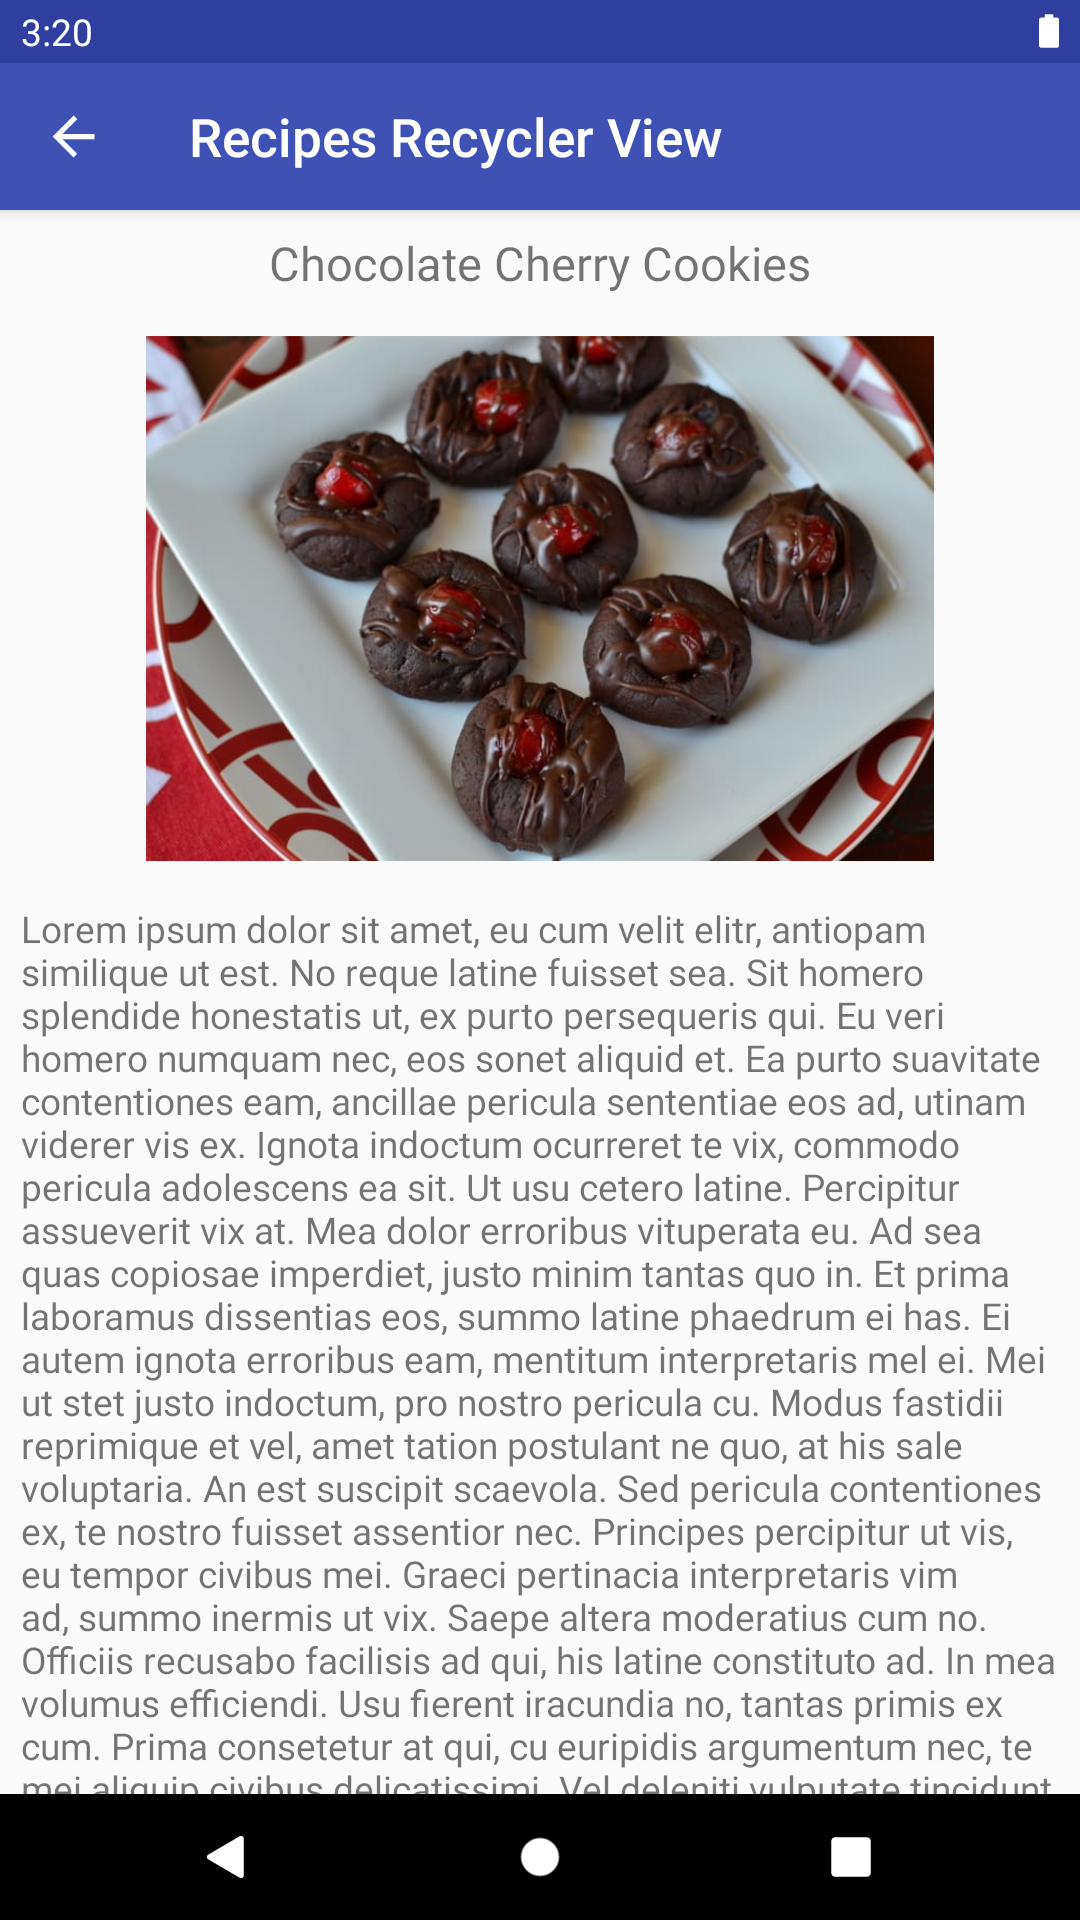 3:20
Recipes Recycler View
Chocolate Cherry Cookies
Lorem ipsum dolor sit amet, eu cum velit elitr, antiopam
similique ut est. No reque latine fuisset sea. Sit homero
splendide honestatis ut, ex purto persequeris qui. Eu veri
homero numquam nec, eos sonet aliquid et. Ea purto suavitate
contentiones eam, ancillae pericula sententiae eos ad, utinam
viderer vis ex. Ignota indoctum ocurreret te vix, commodo
pericula adolescens ea sit. Ut usu cetero latine. Percipitur
assueverit vix at. Mea dolor erroribus vituperata eu. Ad sea
quas copiosae imperdiet, justo minim tantas quo in. Et prima
laboramus dissentias eos, summo latine phaedrum ei has. Ei
autem ignota erroribus eam, mentitum interpretaris mel ei. Mei
ut stet justo indoctum, pro nostro pericula cu. Modus fastidii
reprimique et vel, amet tation postulant ne quo, at his sale
voluptaria. An est suscipit scaevola. Sed pericula contentiones
ex, te nostro fuisset assentior nec. Principes percipitur ut vis,
eu tempor civibus mei. Graeci pertinacia interpretaris vim
ad, summo inermis ut vix. Saepe altera moderatius cum no.
Officiis recusabo facilisis ad qui, his latine constituto ad. In mea
volumus efficiendi. Usu fierent iracundia no, tantas primis ex
cum. Prima consetetur at qui, cu euripidis argumentum nec, te
mei aliquip civibus delicatissimi. Vel deleniti vulputate tincidunt